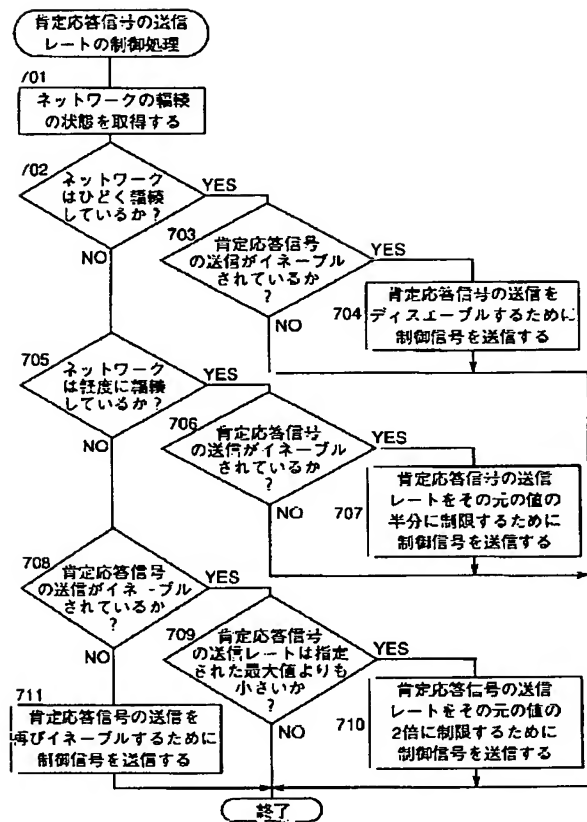 肯定応答信号の送信
レートの制御処理
701
ネットワークの輻輳
の状態を取得する
702
ネットワーク
はひどく輻輳
しているか?
YES
NO
703
肯定応答信号
の送信がイネーブル
されているか
?
YES
NO
704
肯定応答信号の送信を
ディスエーブルするために
制御信号を送信する
705
ネットワーク
は軽度に輻輳
しているか?
YES
NO
706
肯定応答信号
の送信がイネーブル
されているか
?
YES
NO
707
肯定応答信号の送信
レートをその元の値の
半分に制限するために
制御信号を送信する
708
肯定応答信号
の送信がイネーブル
されているか
?
YES
NO
709
肯定応答信号
の送信レートは指定
された最大値よりも
小さいか
?
YES
NO
710
肯定応答信号の送信
レートをその元の値の
2倍に制限するために
制御信号を送信する
711
肯定応答信号の送信を
再びイネーブルするために
制御信号を送信する
終了